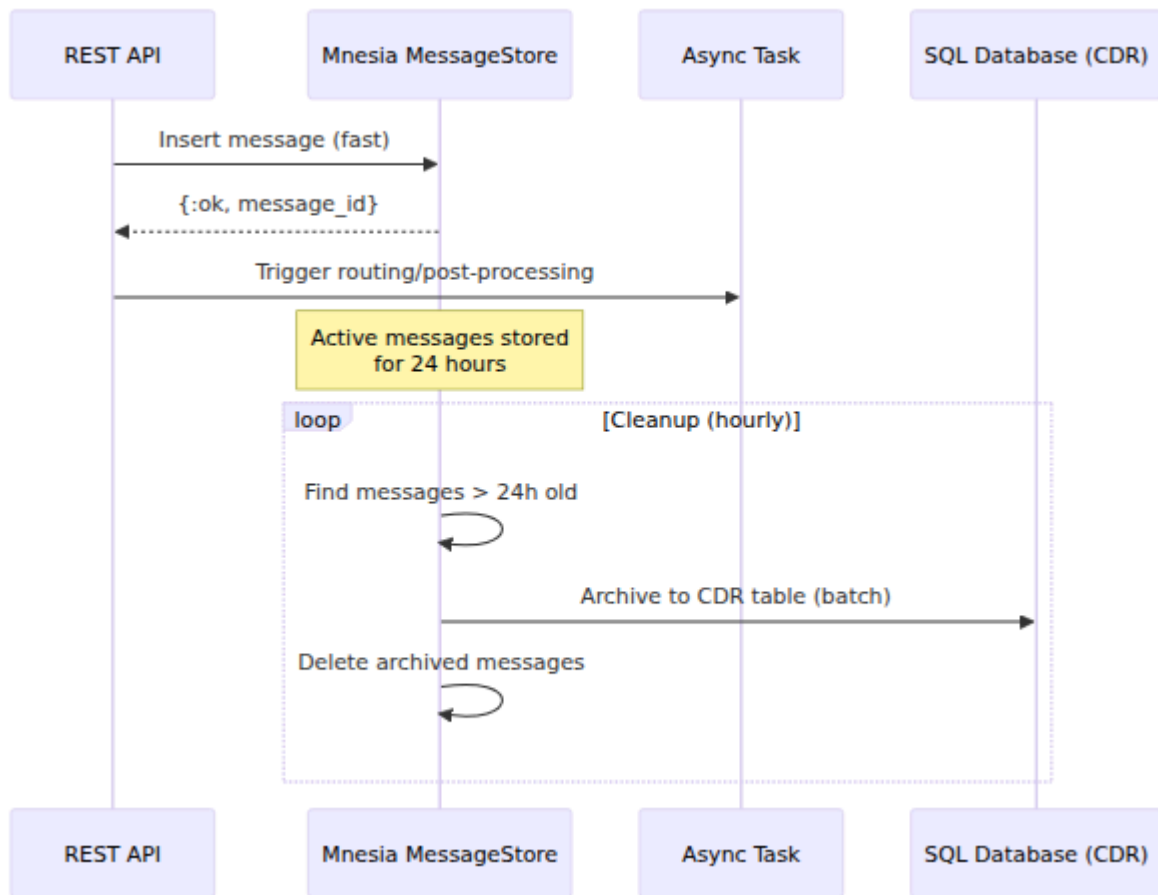 REST API
Mnesia MessageStore
Async Task
SQL Database (CDR)
Insert message (fast)
{:ok, message_id}
Trigger routing/post-processing
Active messages stored
for 24 hours
loop
[Cleanup (hourly)]
Find messages > 24h old
Archive to CDR table (batch)
Delete archived messages
REST API
Mnesia MessageStore
Async Task
SQL Database (CDR)